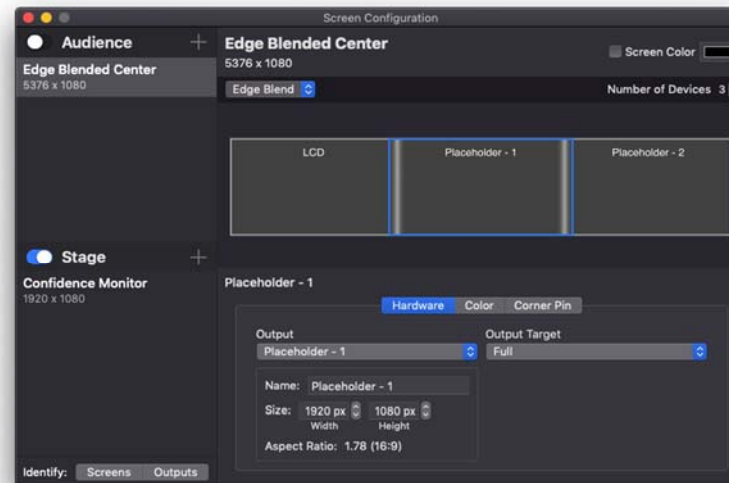 Screen Configuration
Audience
Edge Blended Center
5376 x 1080
Stage
Confidence Monitor
1920 x 1080
Identify: Screens Outputs
Edge Blended Center
5376 x 1080
Screen Color
Edge Blend
Number of Devices 3
LCD
Placeholder - 1
Placeholder - 2
Placeholder - 1
Hardware Color Corner Pin
Output
Placeholder - 1
Output Target
Full
Name: Placeholder - 1
Size: 1920 px 1080 px
Width Height
Aspect Ratio: 1.78 (16:9)